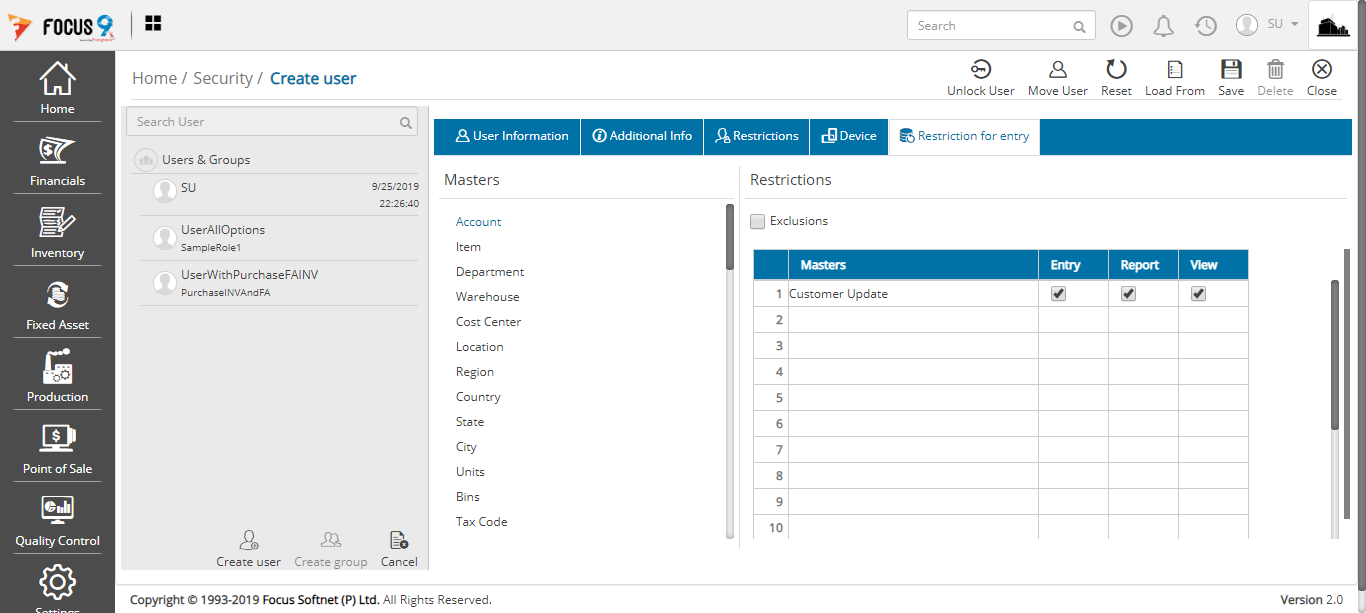 FOCUS 9
Search
SU
Home / Security / Create user
Unlock User
Move User
Reset
Load From
Save
Delete
Close
Home
Financials
Inventory
Fixed Asset
Production
Point of Sale
Quality Control
Settings
Search User
Users & Groups
SU
9/25/2019
22:26:40
UserAllOptions
SampleRole1
UserWithPurchaseFAINV
PurchaseINVAndFA
Create user
Create group
Cancel
User Information
Additional Info
Restrictions
Device
Restriction for entry
Masters
Account
Item
Department
Warehouse
Cost Center
Location
Region
Country
State
City
Units
Bins
Tax Code
Restrictions
Exclusions
Masters Entry Report View
1 Customer Update
2
3
4
5
6
7
8
9
10
Copyright © 1993-2019 Focus Softnet (P) Ltd. All Rights Reserved.
Version 2.0